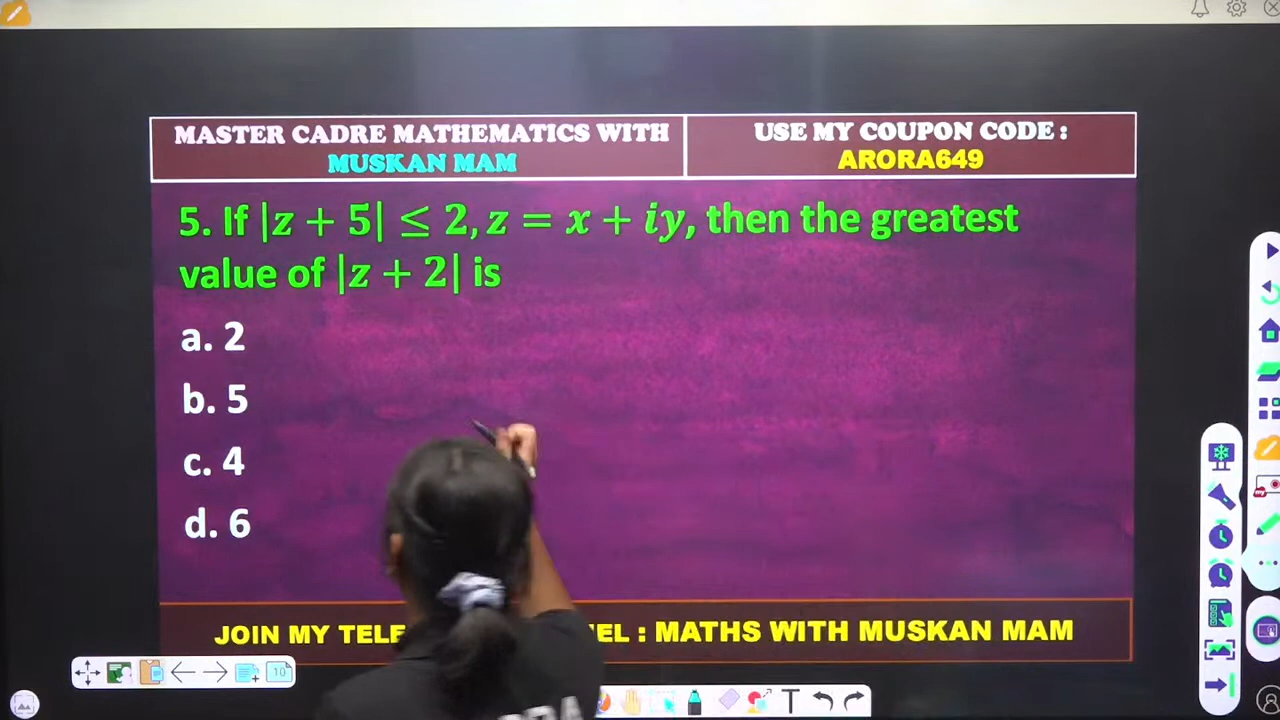 MASTER CADRE MATHEMATICS WITH
MUSKAN MAM
USE MY COUPON CODE :
ARORA649
5. If |z + 5| ≤ 2, z = x + iy, then the greatest
value of |z + 2| is
a. 2
b. 5
c. 4
d. 6
JOIN MY TELE : MATHS WITH MUSKAN MAM
10
T